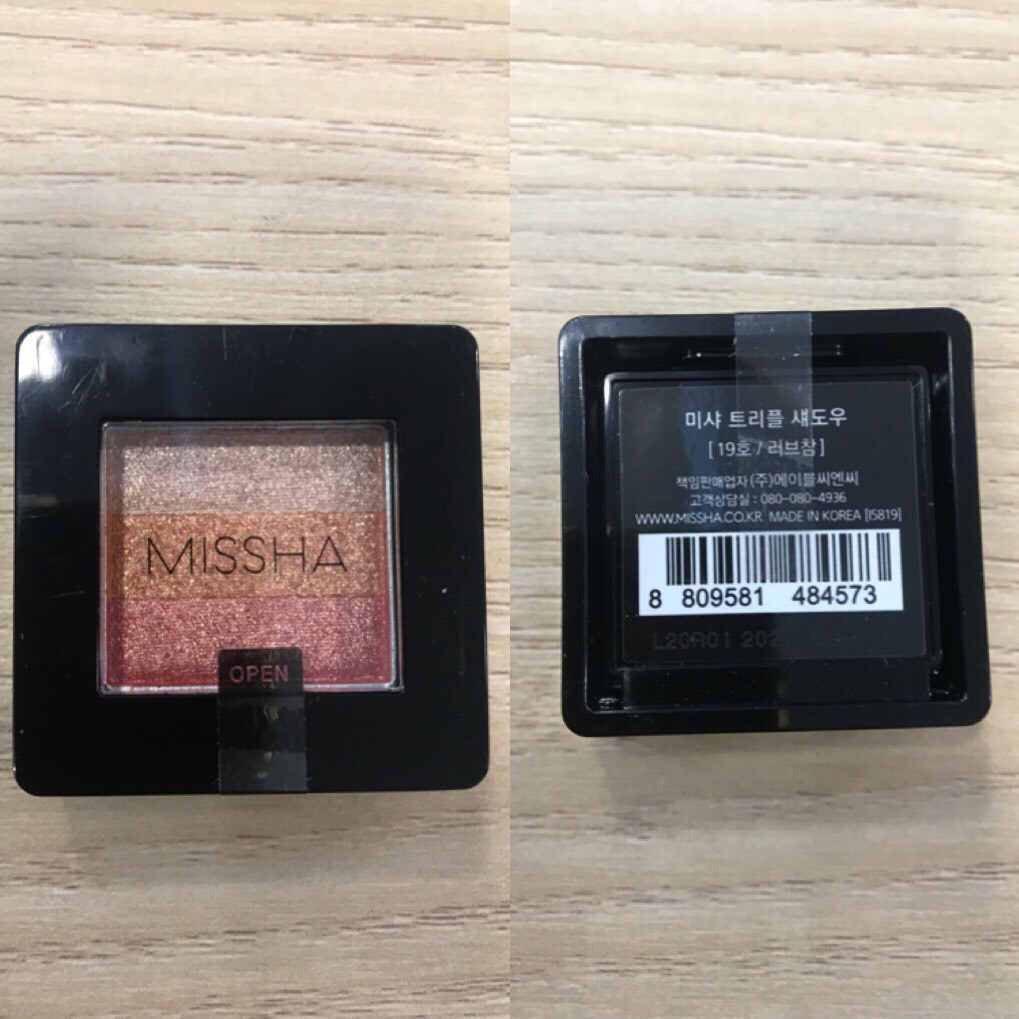 MISSHA
OPEN
미샤 트리플 섀도우
[ 19호 / 러브참 ]
책임판매업자 (주)에이블씨엔씨
고객상담실 : 080-080-4936
WWW.MISSHA.CO.KR MADE IN KOREA [I5819]
8 809581 484573
L20R01 202